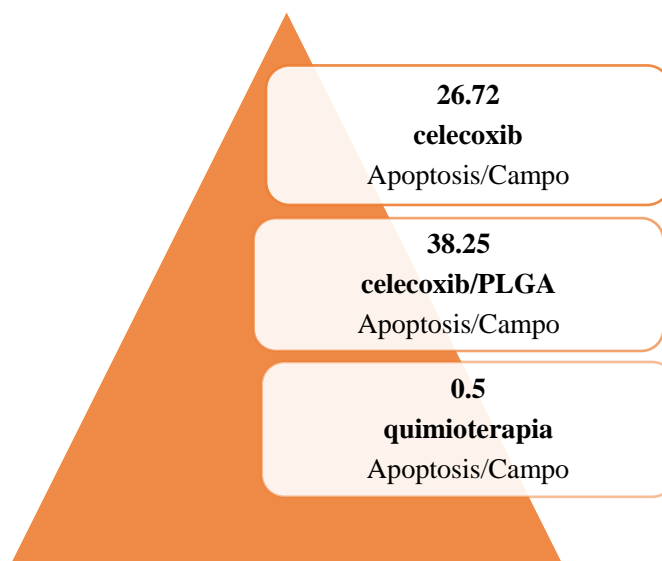 26.72
celecoxib
Apoptosis/Campo
38.25
celecoxib/PLGA
Apoptosis/Campo
0.5
quimioterapia
Apoptosis/Campo